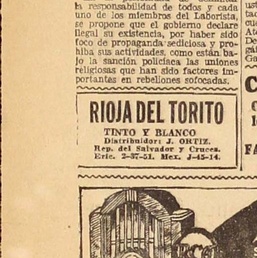 la responsabilidad de todos y cada
uno de los miembros del Laborista
se propone que el gobierno declare
ilegal su existencia, por haber sido
foco de propaganda sediciosa y prohi-
ba sus actividades, como están ba-
jo la sanción policiaca las uniones
religiosas que han sido factores im-
portantes en rebeliones sofocadas.
RIOJA DEL TORITO
TINTO Y BLANCO
Distribuidor: J. ORTIZ.
Rep. del Salvador y Cruces.
Eric. 2-37-51. Mex. J-45-14.